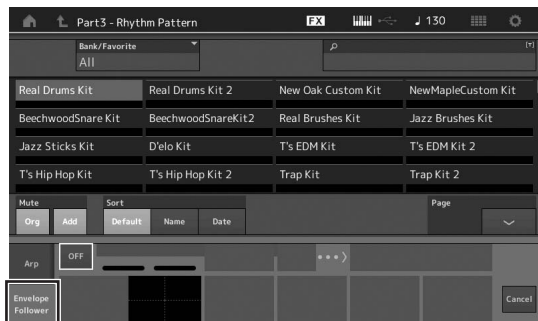 Part3 - Rhythm Pattern FX ♩ 130
Bank/Favorite
All
[T]
Real Drums Kit Real Drums Kit 2 New Oak Custom Kit NewMapleCustom Kit
BeechwoodSnare Kit BeechwoodSnareKit2 Real Brushes Kit Jazz Brushes Kit
Jazz Sticks Kit D'elo Kit T's EDM Kit T's EDM Kit 2
T's Hip Hop Kit T's Hip Hop Kit 2 Trap Kit Trap Kit 2
Mute Sort Page
Org Add Default Name Date
Arp OFF
Envelope
Follower
Cancel